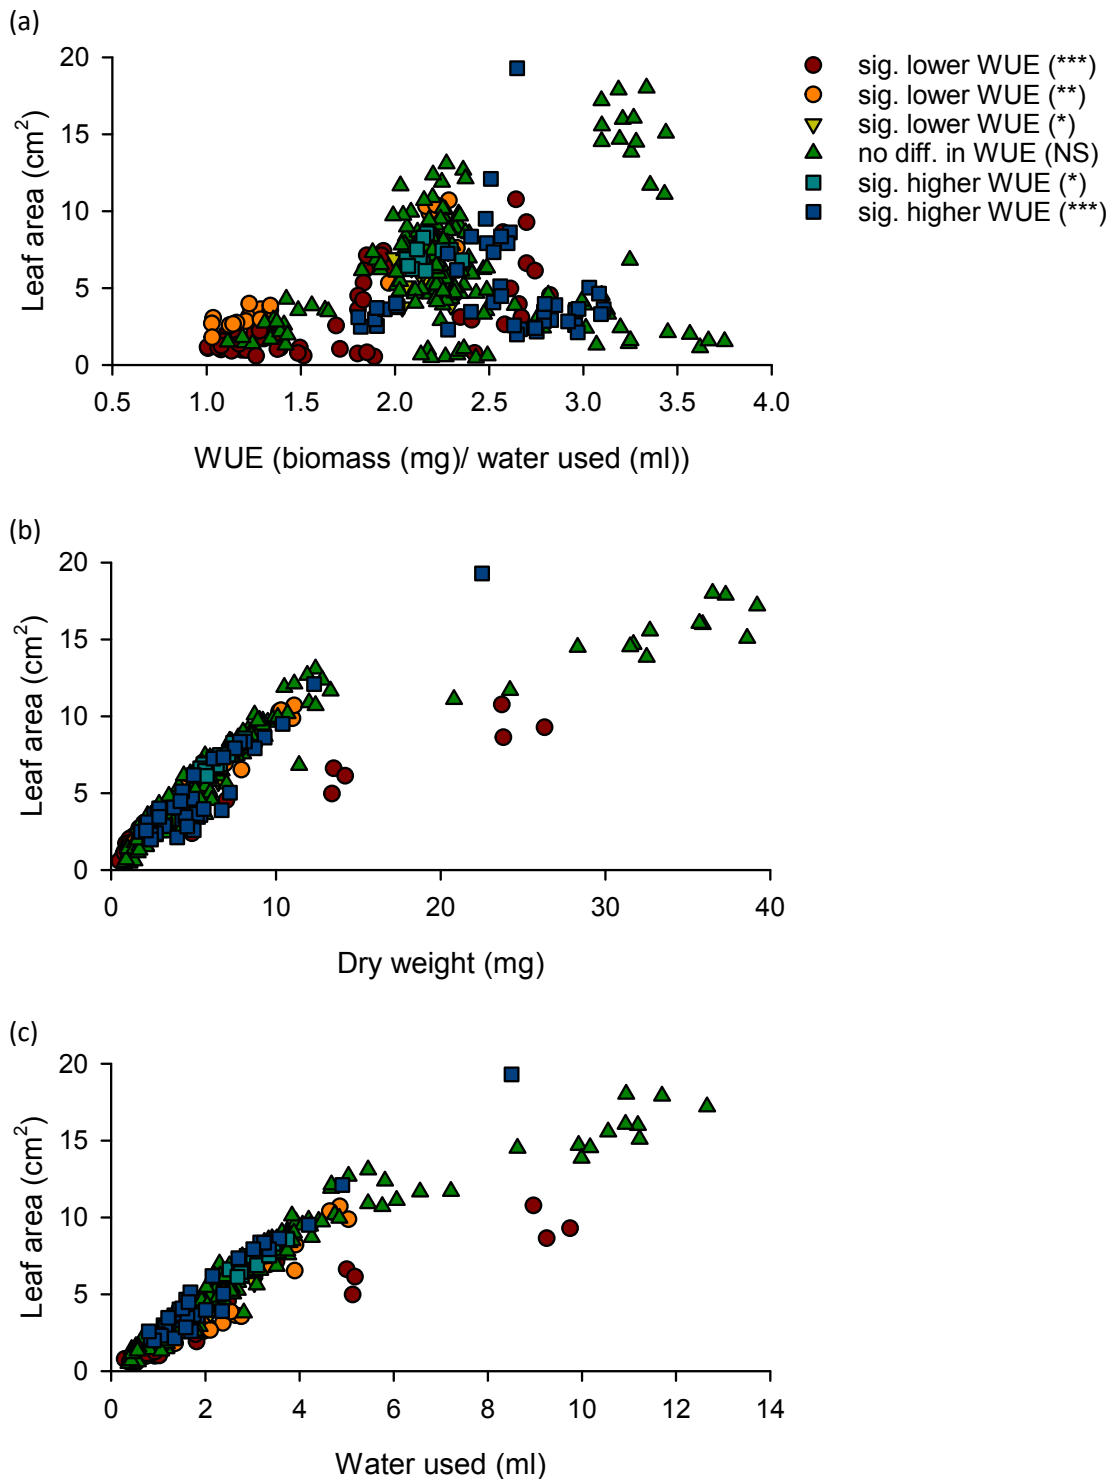 (a)
20
15
10
5
0
Leaf area (cm²)
0.5 1.0 1.5 2.0 2.5 3.0 3.5 4.0
WUE (biomass (mg)/ water used (ml))
sig. lower WUE (***)
sig. lower WUE (**)
sig. lower WUE (*)
no diff. in WUE (NS)
sig. higher WUE (*)
sig. higher WUE (***)
(b)
20
15
10
5
0
Leaf area (cm²)
0 10 20 30 40
Dry weight (mg)
(c)
20
15
10
5
0
Leaf area (cm²)
0 2 4 6 8 10 12 14
Water used (ml)